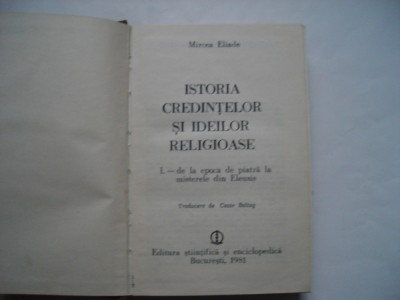 Mircea Eliade
ISTORIA
CREDINȚELOR
ȘI IDEILOR
RELIGIOASE
I. — de la epoca de piatră la
misterele din Eleusis
Traducere de Cezar Baltag
Editura științifică și enciclopedică
București, 1981